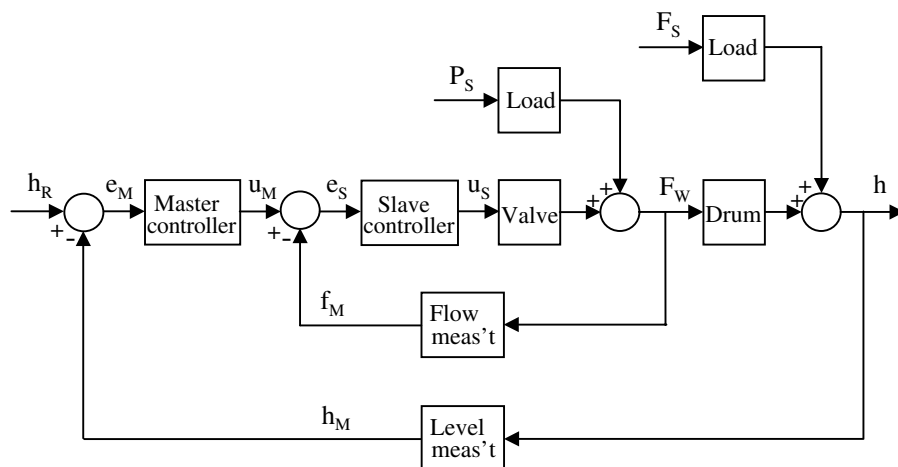 F_S
Load
P_S
Load
h_R
e_M
Master
controller
u_M
e_S
Slave
controller
u_S
Valve
F_W
Drum
h
+
-
+
-
+
+
+
+
f_M
Flow
meas't
h_M
Level
meas't